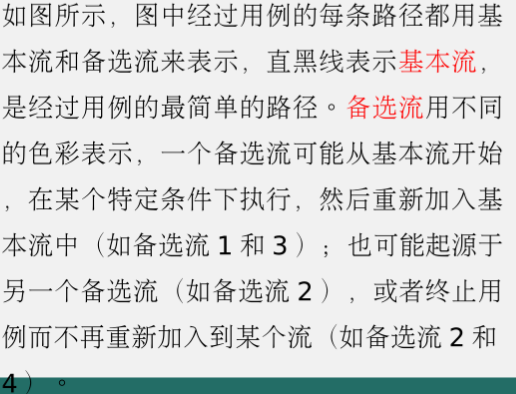 如图所示，图中经过用例的每条路径都用基
本流和备选流来表示，直黑线表示基本流，
是经过用例的最简单的路径。备选流用不同
的色彩表示，一个备选流可能从基本流开始
，在某个特定条件下执行，然后重新加入基
本流中（如备选流 1 和 3 ）；也可能起源于
另一个备选流（如备选流 2 ），或者终止用
例而不再重新加入到某个流（如备选流 2 和
4 ）。